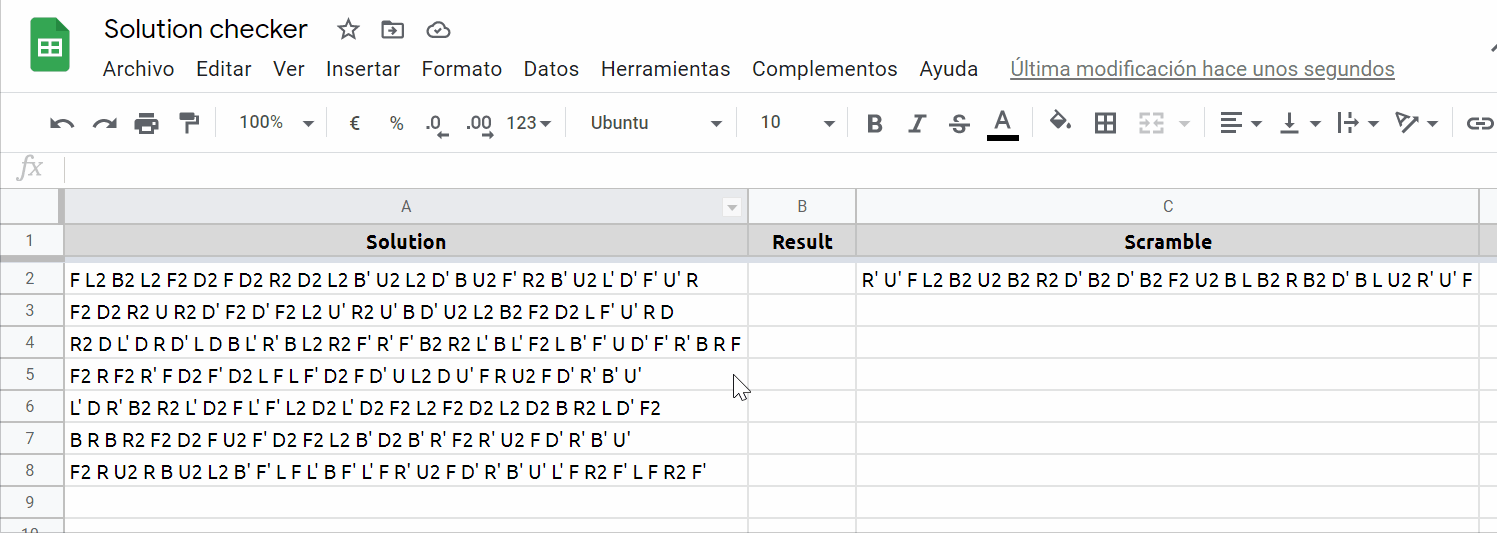 Solution checker
Archivo Editar Ver Insertar Formato Datos Herramientas Complementos Ayuda Última modificación hace unos segundos
100% € % .0 .00 123 Ubuntu 10 B I S A
fx
A B C
1 Solution Result Scramble
2 F L2 B2 L2 F2 D2 F D2 R2 D2 L2 B' U2 L2 D' B U2 F' R2 B' U2 L' D' F' U' R R' U' F L2 B2 U2 B2 R2 D' B2 D' B2 F2 U2 B L B2 R B2 D' B L U2 R' U' F
3 F2 D2 R2 U R2 D' F2 D' F2 L2 U' R2 U' B D' U2 L2 B2 F2 D2 L F' U' R D
4 R2 D L' D R D' L D B L' R' B L2 R2 F' R' F' B2 R2 L' B L' F2 L B' F' U D' F' R' B R F
5 F2 R F2 R' F D2 F' D2 L F L F' D2 F D' U L2 D U' F R U2 F D' R' B' U'
6 L' D R' B2 R2 L' D2 F L' F' L2 D2 L' D2 F2 L2 F2 D2 L2 D2 B R2 L D' F2
7 B R B R2 F2 D2 F U2 F' D2 F2 L2 B' D2 B' R' F2 R' U2 F D' R' B' U'
8 F2 R U2 R B U2 L2 B' F' L F L' B F' L' F R' U2 F D' R' B' U' L' F R2 F' L F R2 F'
9
10